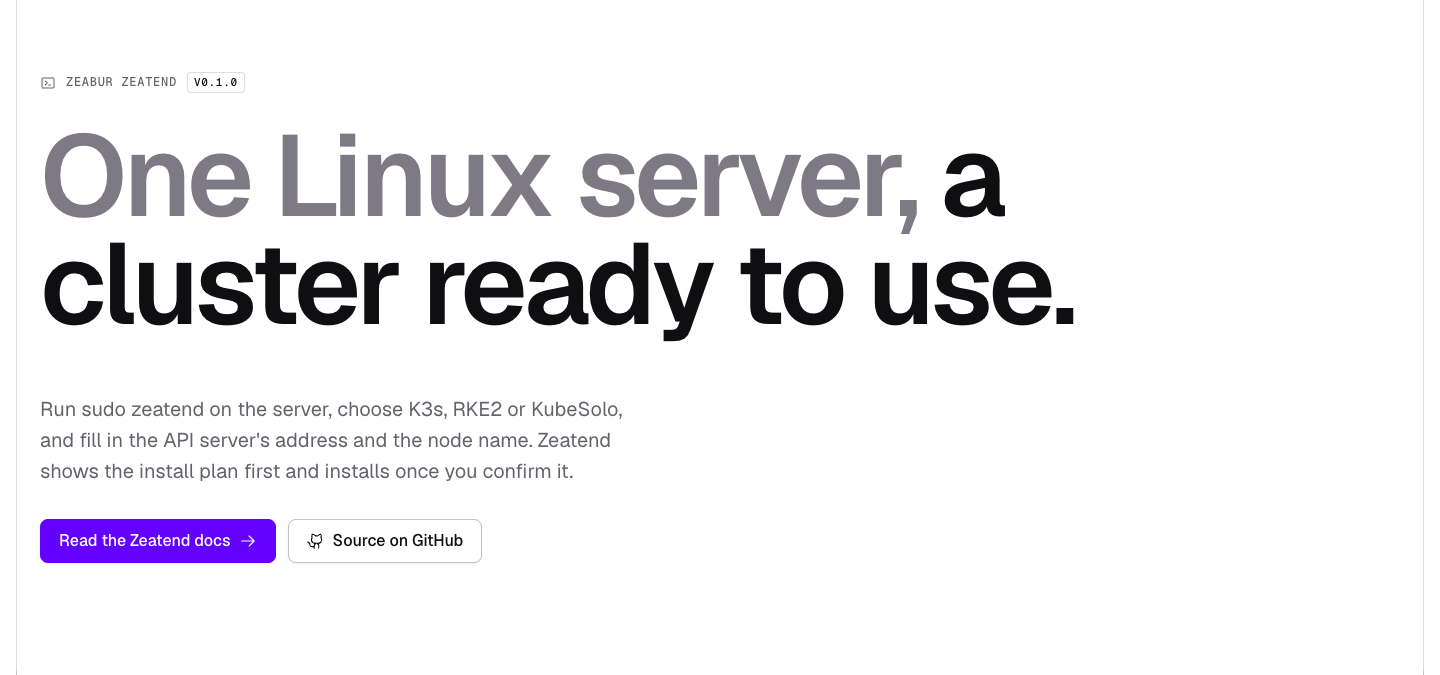 ZEABUR ZEATEND V0.1.0
One Linux server, a
cluster ready to use.
Run sudo zeatend on the server, choose K3s, RKE2 or KubeSolo,
and fill in the API server's address and the node name. Zeatend
shows the install plan first and installs once you confirm it.
Read the Zeatend docs → Source on GitHub